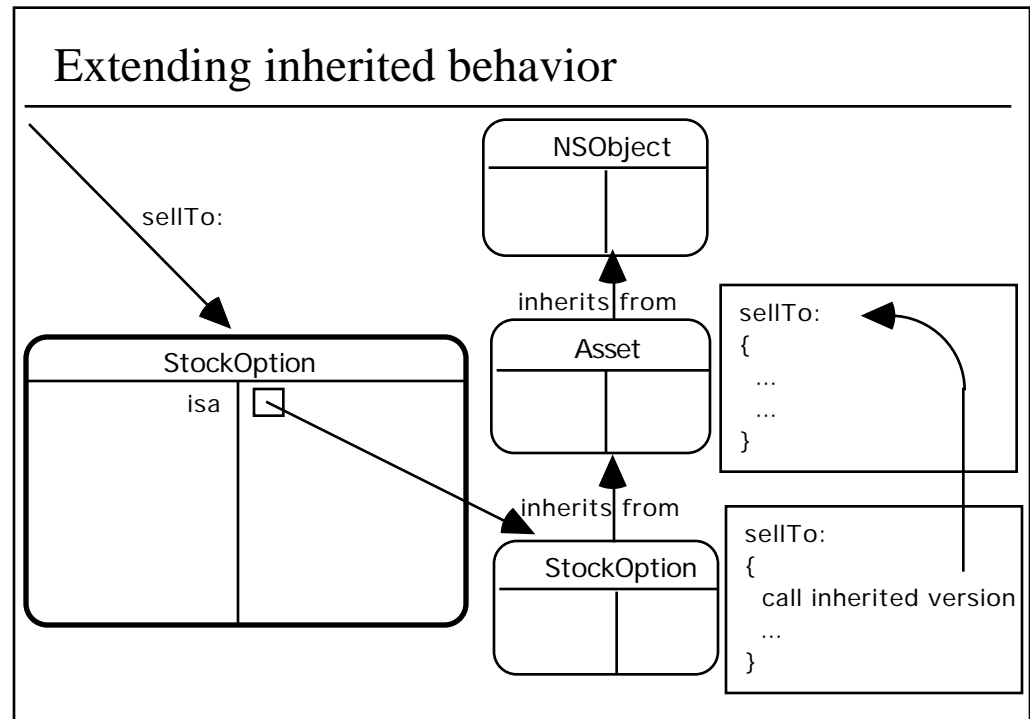 Extending inherited behavior
NSObject
sellTo:
inherits from
sellTo:
{
...
...
}
Asset
StockOption
isa
inherits from
StockOption
sellTo:
{
call inherited version
...
}